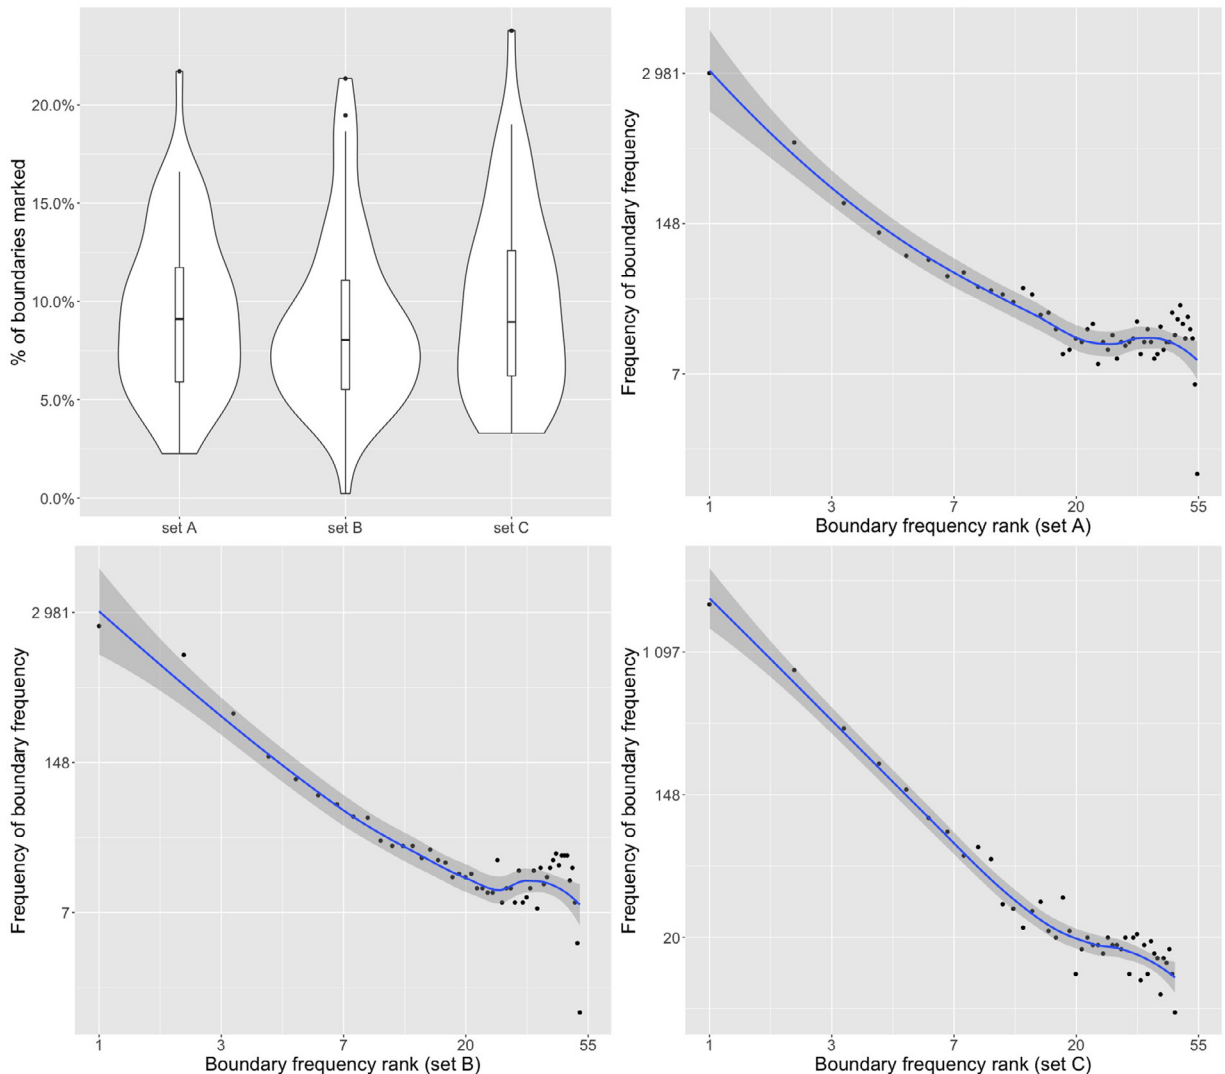 % of boundaries marked
20.0%
15.0%
10.0%
5.0%
0.0%
set A
set B
set C
Frequency of boundary frequency
2 981
148
7
1
3
7
20
55
Boundary frequency rank (set A)
Frequency of boundary frequency
2 981
148
7
1
3
7
20
55
Boundary frequency rank (set B)
Frequency of boundary frequency
1 097
148
20
1
3
7
20
55
Boundary frequency rank (set C)